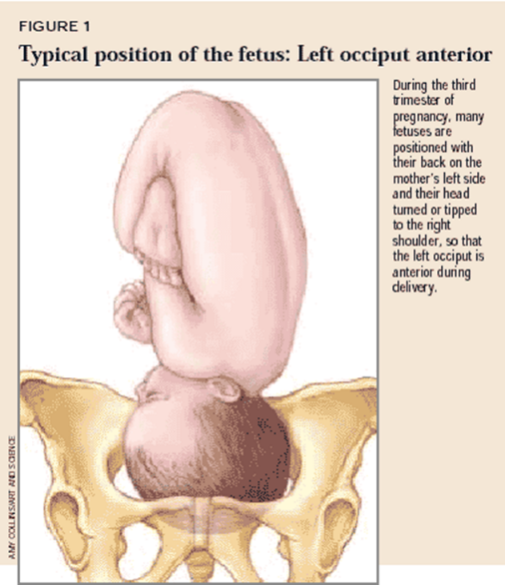 FIGURE 1
Typical position of the fetus: Left occiput anterior
During the third
trimester of
pregnancy, many
fetuses are
positioned with
their back on the
mother's left side
and their head
turned or tipped
to the right
shoulder, so that
the left occiput is
anterior during
delivery.
AMY COLLINS/ART AND SCIENCE